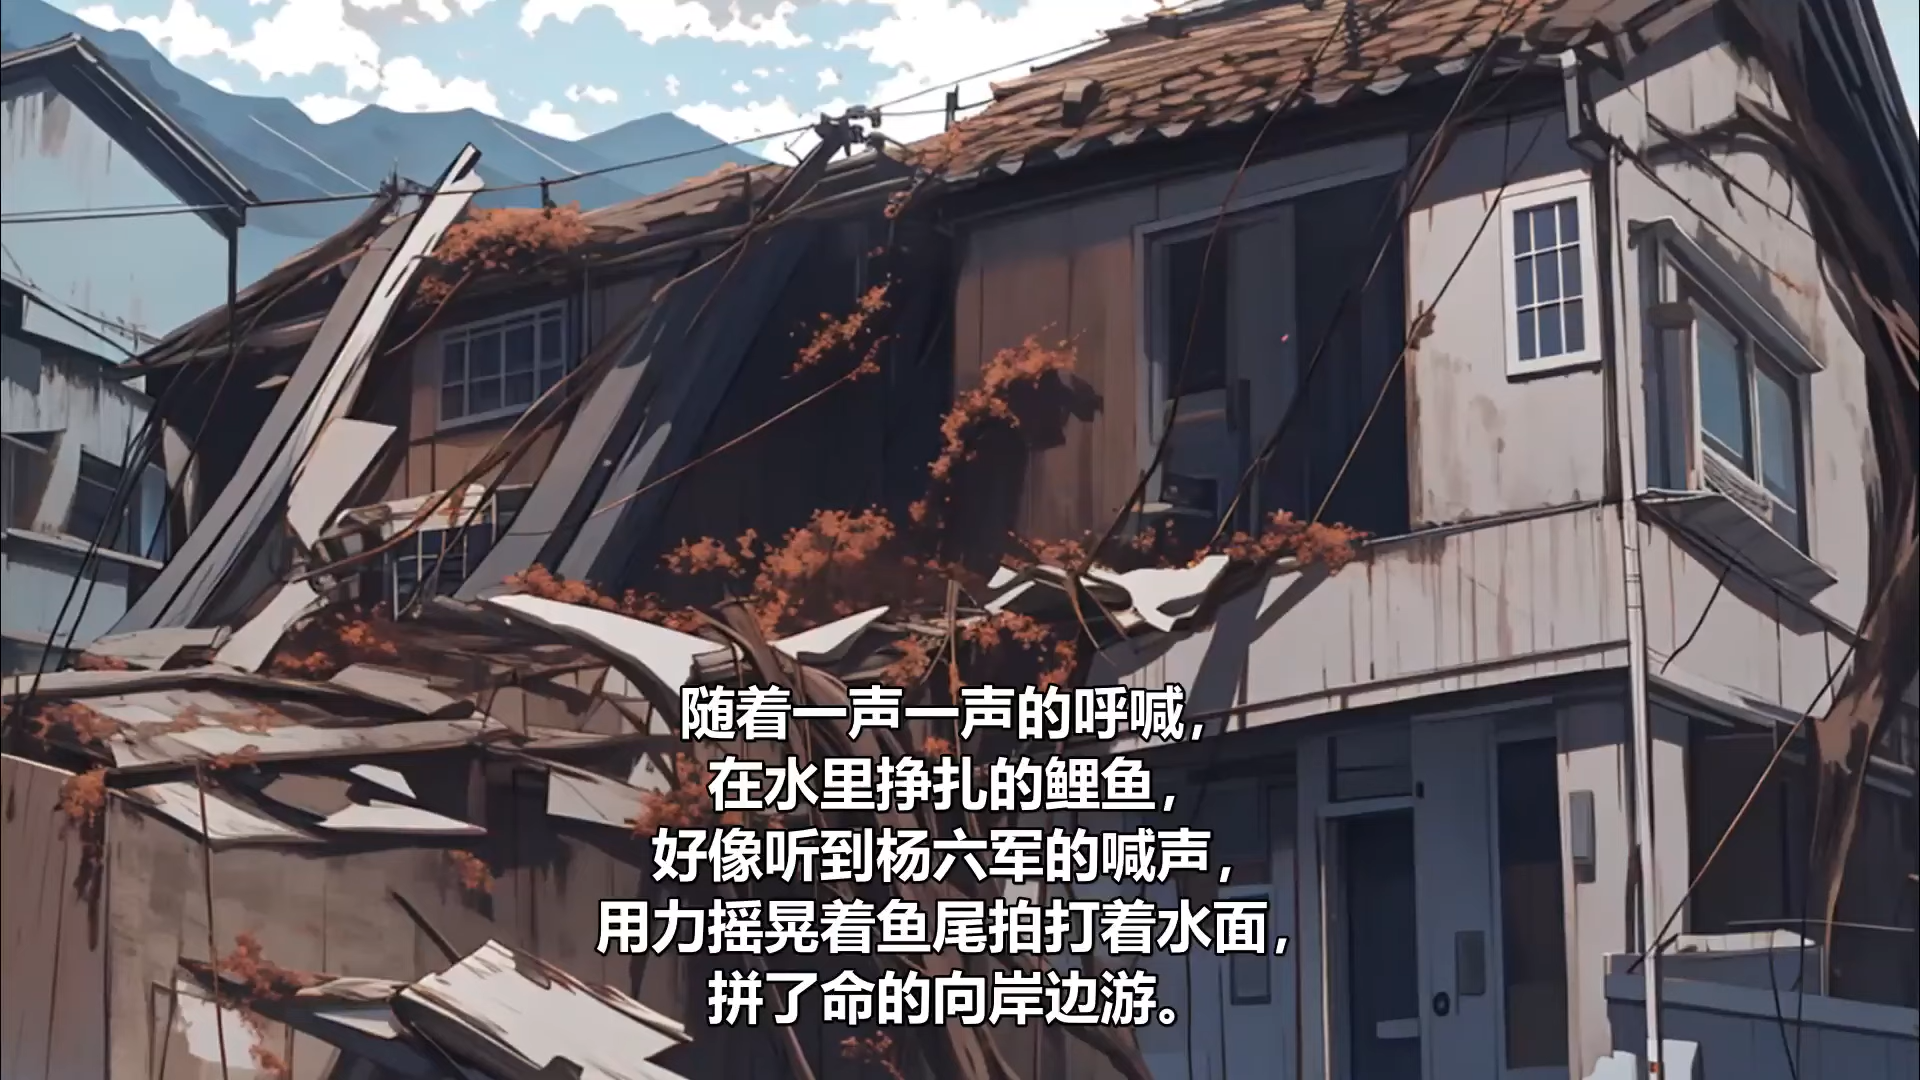 随着一声一声的呼喊，
在水里挣扎的鲤鱼，
好像听到杨六军的喊声，
用力摇晃着鱼尾拍打着水面，
拼了命的向岸边游。